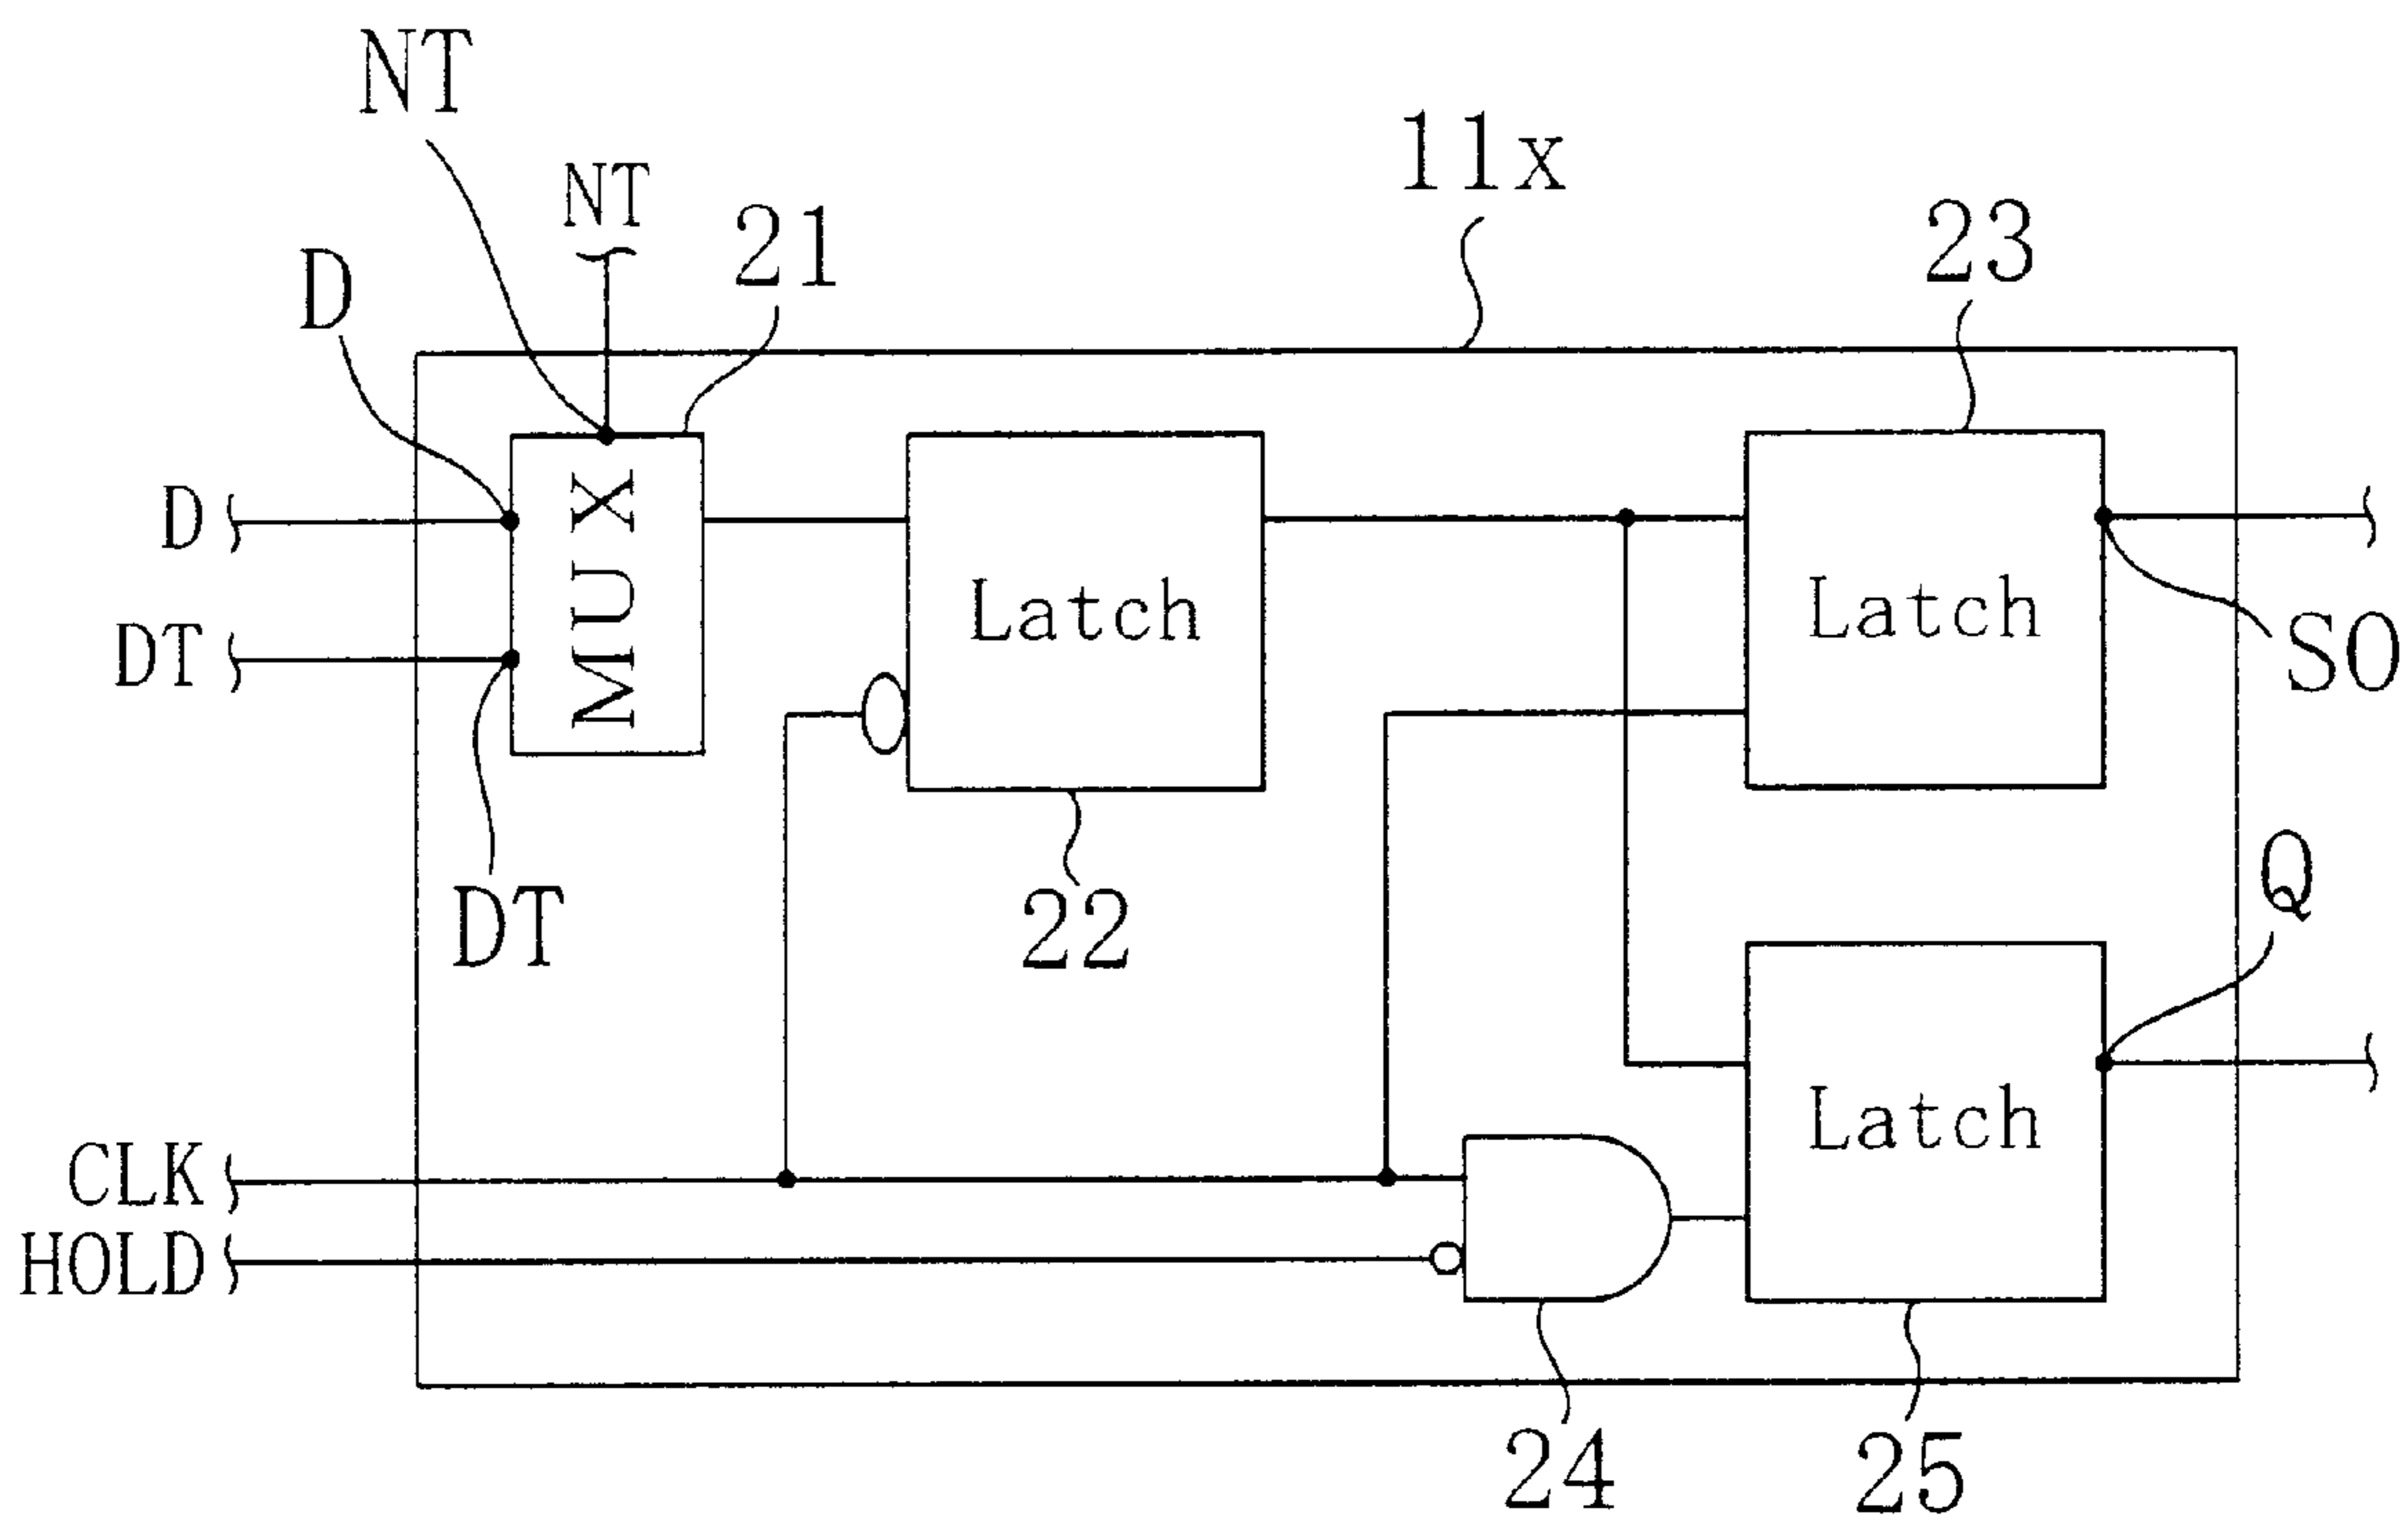 NT
NT
11x
21
23
D
D
MUX
Latch
Latch
DT
SO
DT
22
Q
Latch
CLK
HOLD
24
25